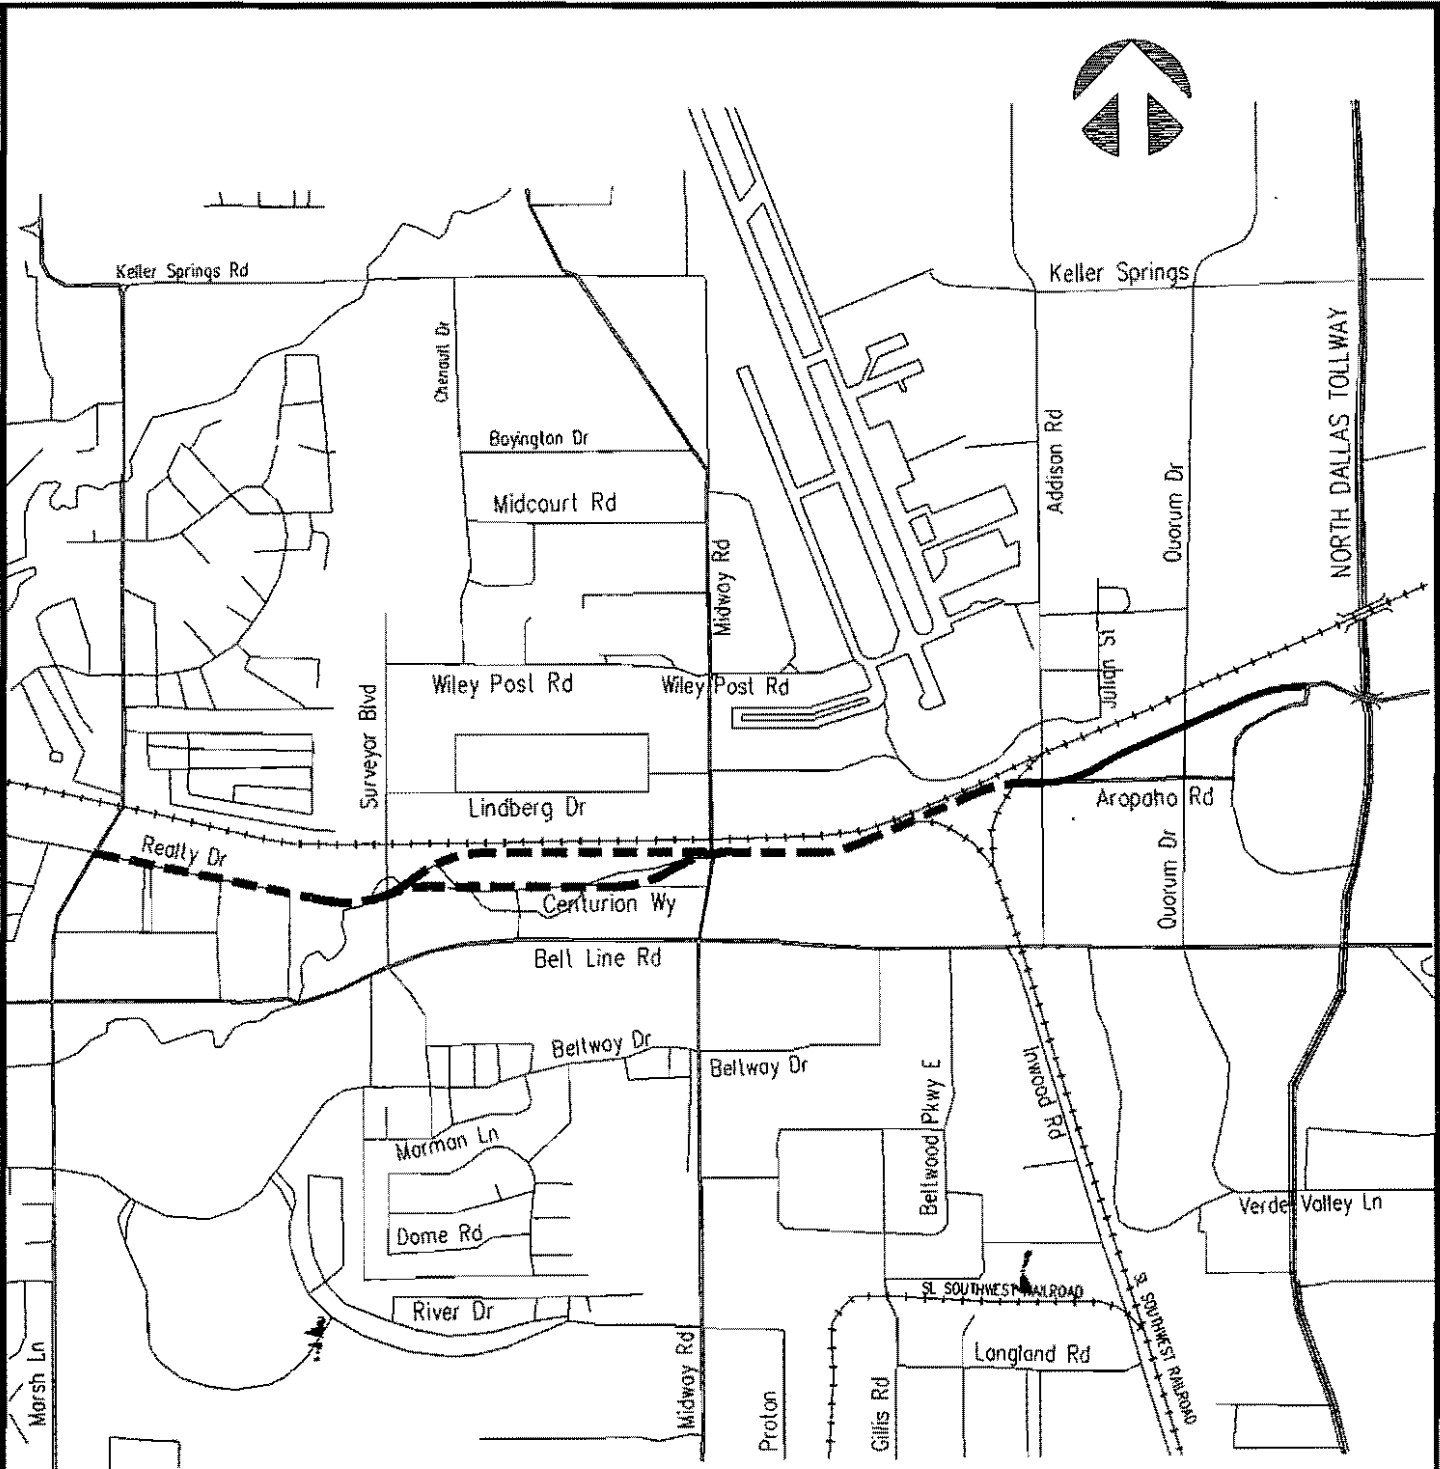 Keller Springs Rd
Keller Springs
Chenault Dr
NORTH DALLAS TOLLWAY
Boyington Dr
Addison Rd
Quorum Dr
Midcourt Rd
Midway Rd
Julian St
Wiley Post Rd
Wiley Post Rd
Surveyor Blvd
Lindberg Dr
Arapaho Rd
Realty Dr
Quorum Dr
Centurion Wy
Belt Line Rd
Beltway Dr
Beltway Dr
Inwood Rd
Beltwood Pkwy E
Morman Ln
Verde Valley Ln
Dome Rd
SL SOUTHWEST RAILROAD
SL SOUTHWEST RAILROAD
River Dr
Langland Rd
Marsh Ln
Midway Rd
Proton
Gillis Rd